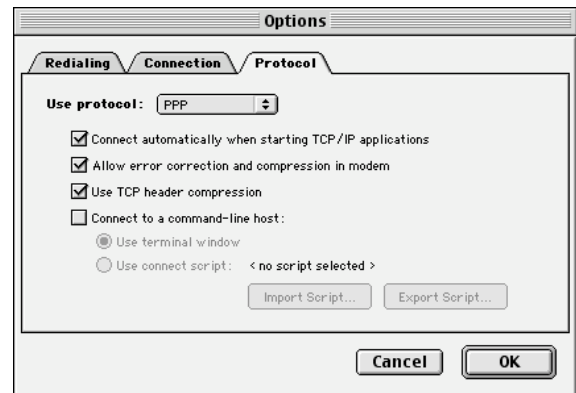 Options
Redialing Connection Protocol
Use protocol: PPP
Connect automatically when starting TCP/IP applications
Allow error correction and compression in modem
Use TCP header compression
Connect to a command-line host:
Use terminal window
Use connect script: < no script selected >
Import Script... Export Script...
Cancel OK